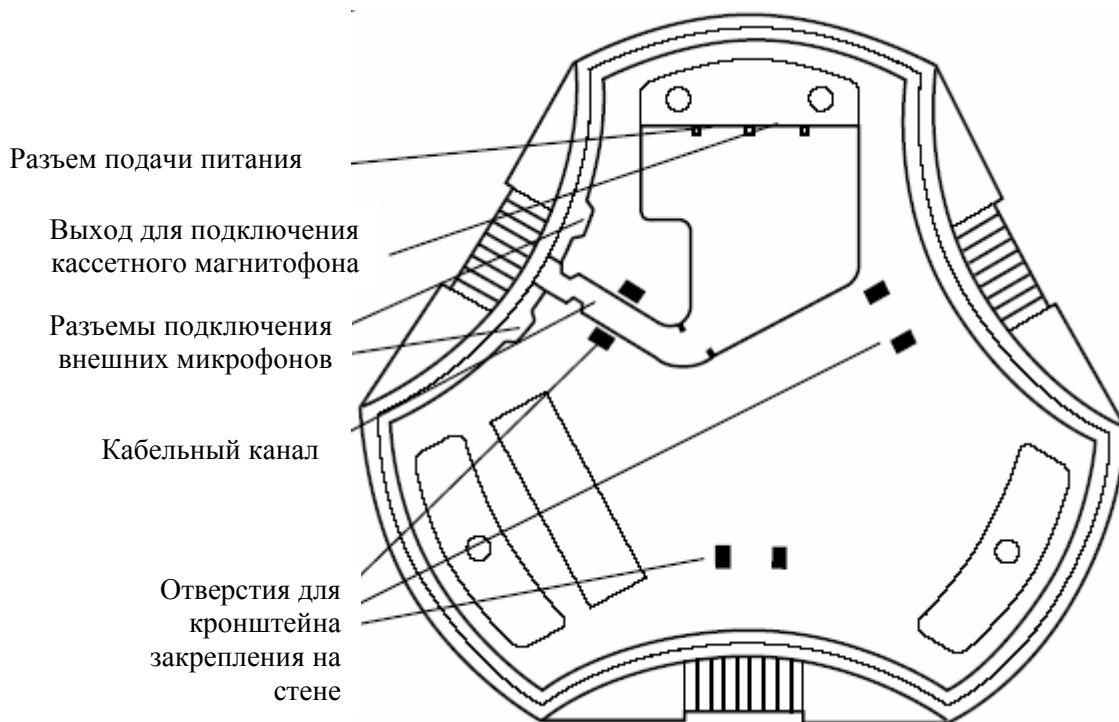 Разъем подачи питания
Выход для подключения
кассетного магнитофона
Разъемы подключения
внешних микрофонов
Кабельный канал
Отверстия для
кронштейна
закрепления на
стене